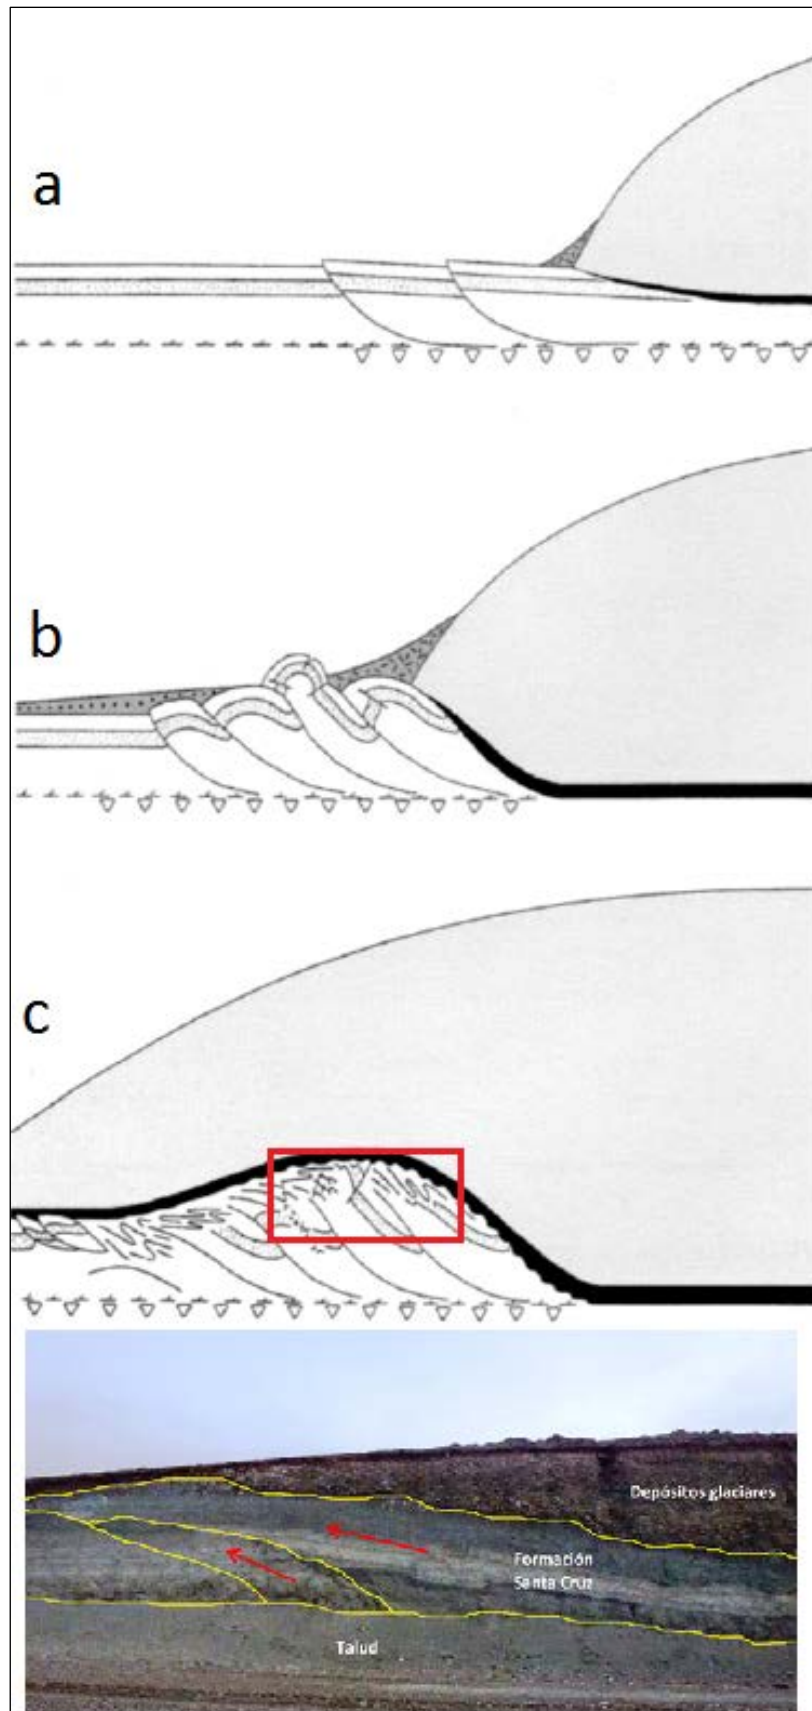 a
b
c
Depósitos glaciares
Formación
Santa Cruz
Talud